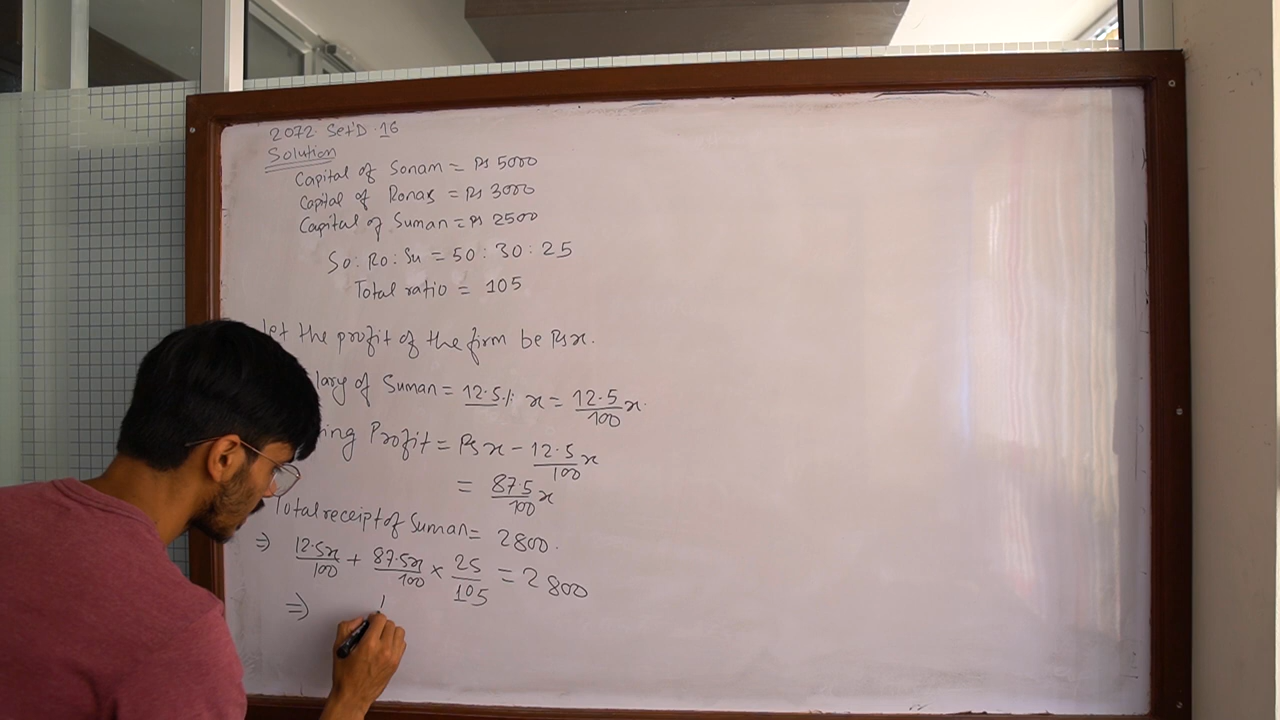 2072. Set'D'.16
Solution
Capital of Sonam = Rs 5000
Capital of Ronas = Rs 3000
Capital of Suman = Rs 2500
So : Ro : Su = 50 : 30 : 25
Total ratio = 105
let the profit of the firm be Rs x.
lary of Suman = 12.5% x = 12.5/100 x.
ing Profit = Rs x - 12.5/100 x
= 87.5/100 x
Total receipt of Suman = 2800.
⇒ 12.5x/100 + 87.5x/100 × 25/105 = 2800
⇒